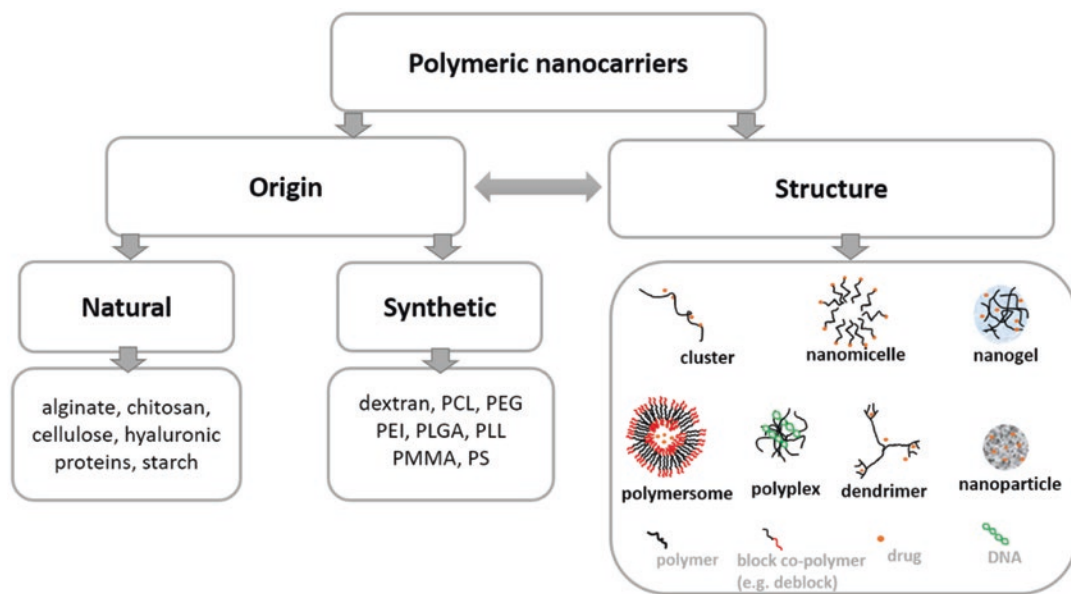 Polymeric nanocarriers
Origin
Structure
Natural
Synthetic
alginate, chitosan,
cellulose, hyaluronic
proteins, starch
dextran, PCL, PEG
PEI, PLGA, PLL
PMMA, PS
cluster
nanomicelle
nanogel
polymersome
polyplex
dendrimer
nanoparticle
polymer
block co-polymer
(e.g. deblock)
drug
DNA